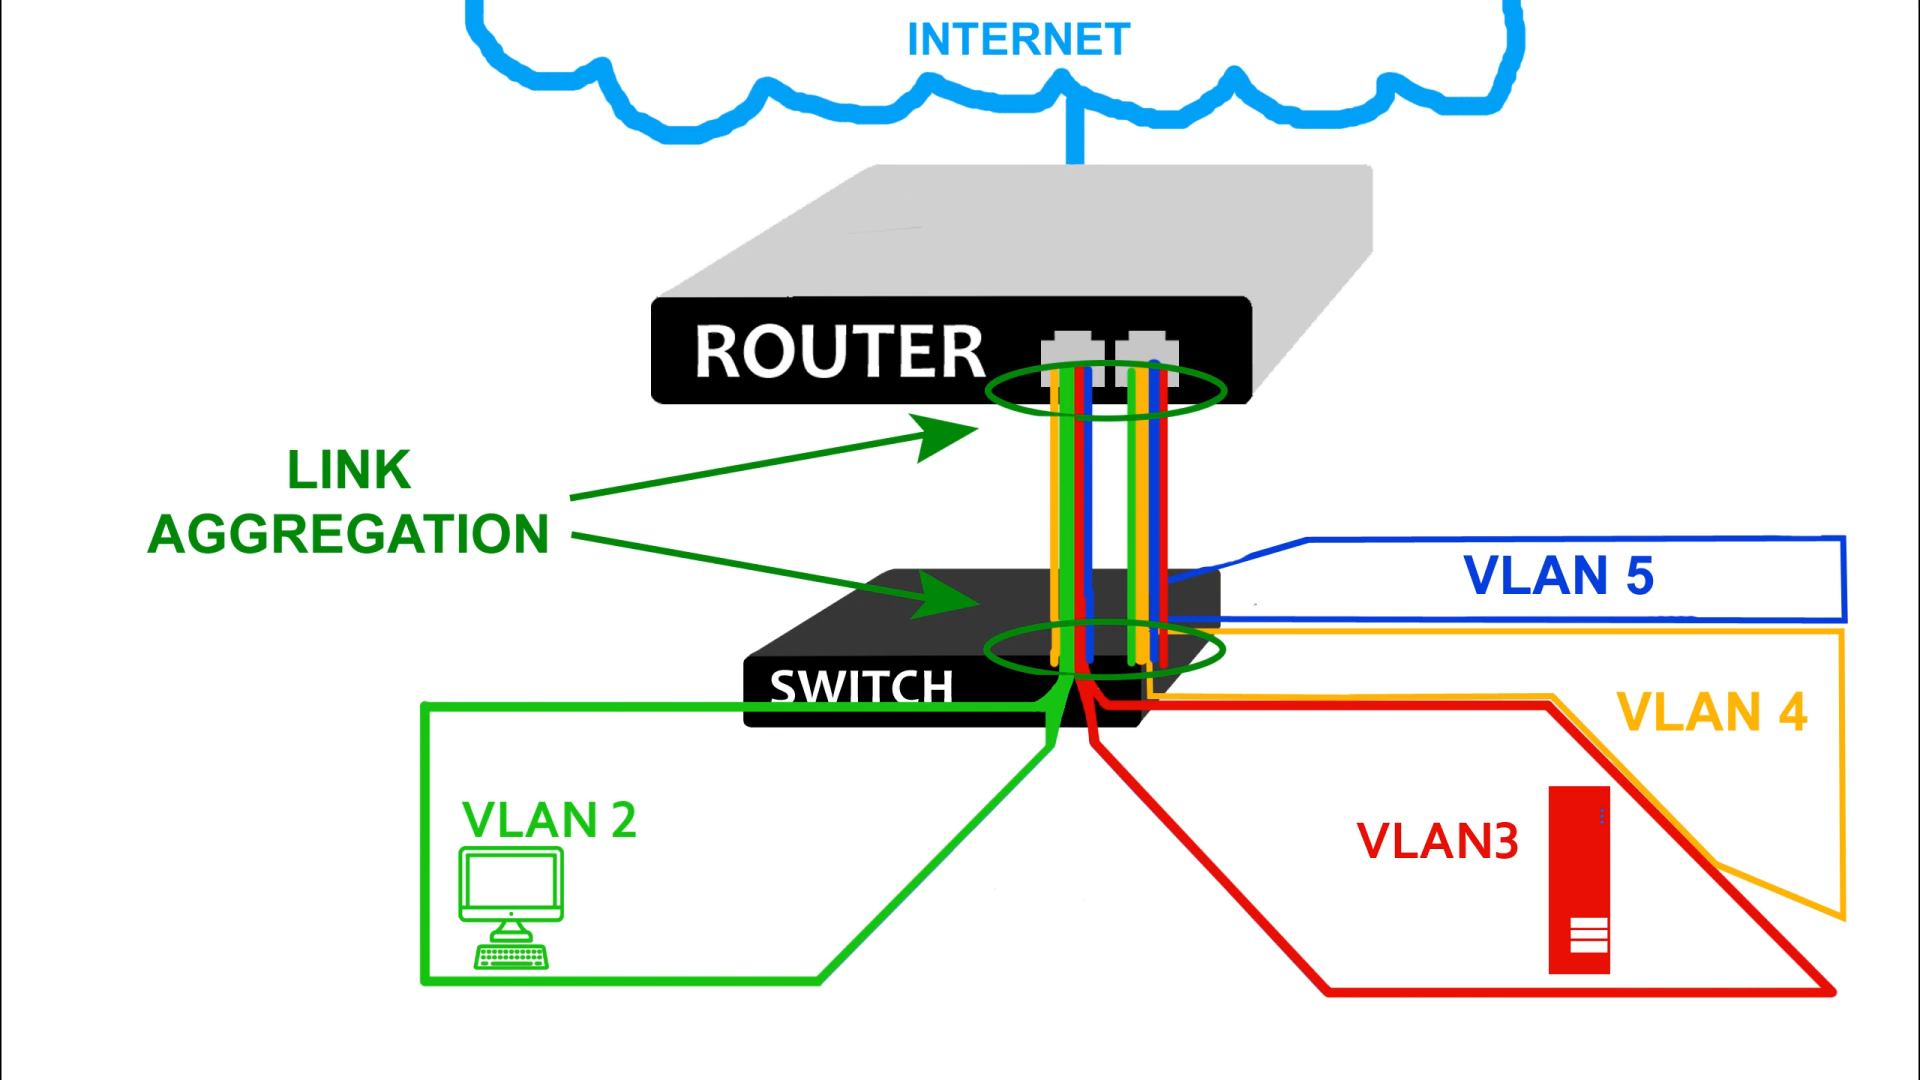 INTERNET
ROUTER
LINK
AGGREGATION
VLAN 5
SWITCH
VLAN 4
VLAN 2
VLAN3